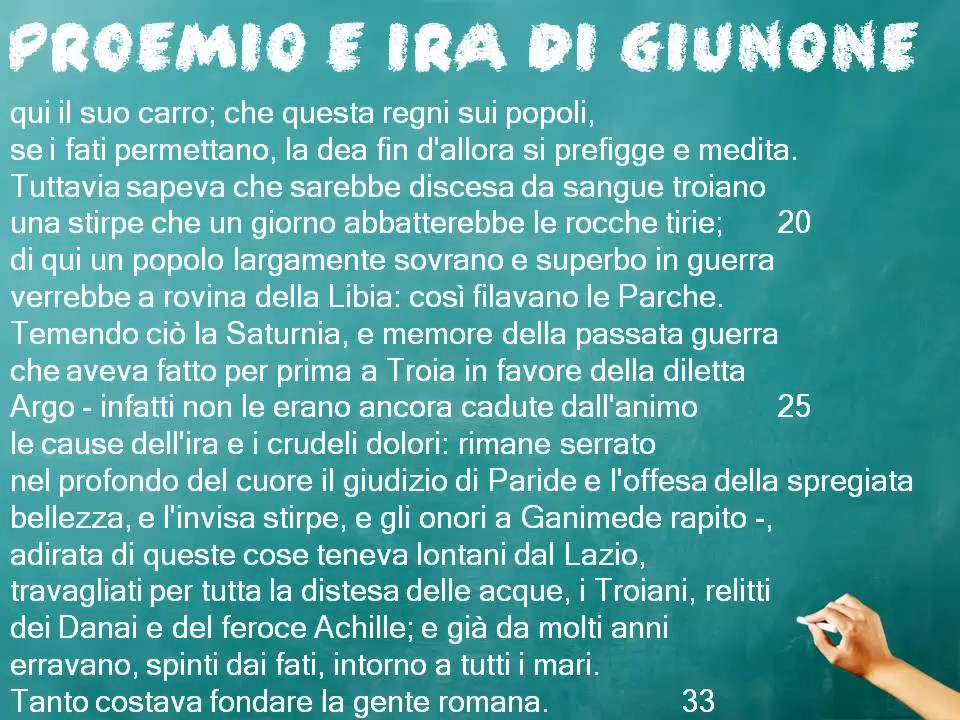 PROEMIO E IRA DI GIUNONE
qui il suo carro; che questa regni sui popoli,
se i fati permettano, la dea fin d'allora si prefigge e medita.
Tuttavia sapeva che sarebbe discesa da sangue troiano
una stirpe che un giorno abbatterebbe le rocche tirie; 20
di qui un popolo largamente sovrano e superbo in guerra
verrebbe a rovina della Libia: così filavano le Parche.
Temendo ciò la Saturnia, e memore della passata guerra
che aveva fatto per prima a Troia in favore della diletta
Argo - infatti non le erano ancora cadute dall'animo 25
le cause dell'ira e i crudeli dolori: rimane serrato
nel profondo del cuore il giudizio di Paride e l'offesa della spregiata
bellezza, e l'invisa stirpe, e gli onori a Ganimede rapito -,
adirata di queste cose teneva lontani dal Lazio,
travagliati per tutta la distesa delle acque, i Troiani, relitti
dei Danai e del feroce Achille; e già da molti anni
erravano, spinti dai fati, intorno a tutti i mari.
Tanto costava fondare la gente romana. 33